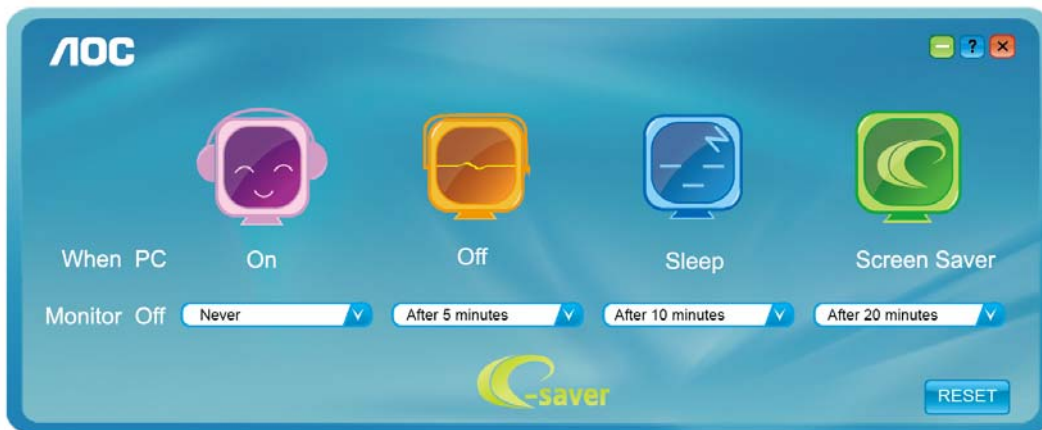 AOC
?
When PC On Off Sleep Screen Saver
Monitor Off Never After 5 minutes After 10 minutes After 20 minutes
e-saver
RESET